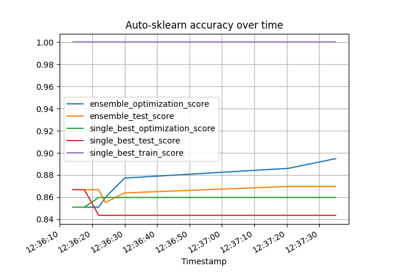 Auto-sklearn accuracy over time
1.00
0.98
0.96
0.94
0.92
0.90
0.88
0.86
0.84
ensemble_optimization_score
ensemble_test_score
single_best_optimization_score
single_best_test_score
single_best_train_score
12:36:10
12:36:20
12:36:30
12:36:40
12:36:50
12:37:00
12:37:10
12:37:20
12:37:30
Timestamp